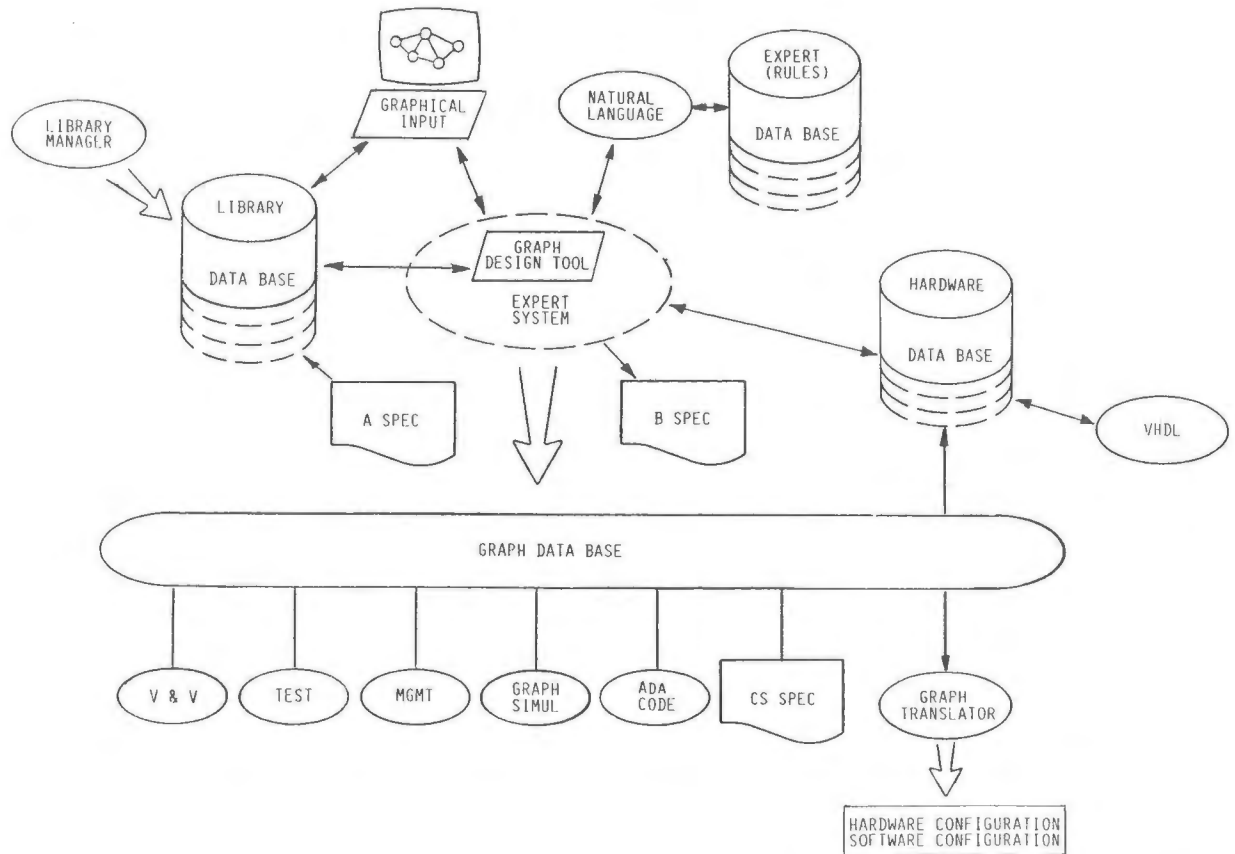 GRAPHICAL
INPUT
NATURAL
LANGUAGE
EXPERT
(RULES)
DATA BASE
LIBRARY
MANAGER
LIBRARY
DATA BASE
GRAPH
DESIGN TOOL
EXPERT
SYSTEM
HARDWARE
DATA BASE
A SPEC
B SPEC
VHDL
GRAPH DATA BASE
V & V
TEST
MGMT
GRAPH
SIMUL
ADA
CODE
CS SPEC
GRAPH
TRANSLATOR
HARDWARE CONFIGURATION
SOFTWARE CONFIGURATION